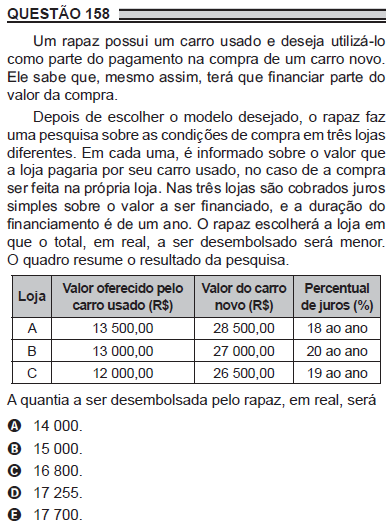 QUESTÃO 158
Um rapaz possui um carro usado e deseja utilizá-lo
como parte do pagamento na compra de um carro novo.
Ele sabe que, mesmo assim, terá que financiar parte do
valor da compra.
Depois de escolher o modelo desejado, o rapaz faz
uma pesquisa sobre as condições de compra em três lojas
diferentes. Em cada uma, é informado sobre o valor que
a loja pagaria por seu carro usado, no caso de a compra
ser feita na própria loja. Nas três lojas são cobrados juros
simples sobre o valor a ser financiado, e a duração do
financiamento é de um ano. O rapaz escolherá a loja em
que o total, em real, a ser desembolsado será menor.
O quadro resume o resultado da pesquisa.
Loja Valor oferecido pelo carro usado (R$) Valor do carro novo (R$) Percentual de juros (%)
A 13 500,00 28 500,00 18 ao ano
B 13 000,00 27 000,00 20 ao ano
C 12 000,00 26 500,00 19 ao ano
A quantia a ser desembolsada pelo rapaz, em real, será
A 14 000.
B 15 000.
C 16 800.
D 17 255.
E 17 700.